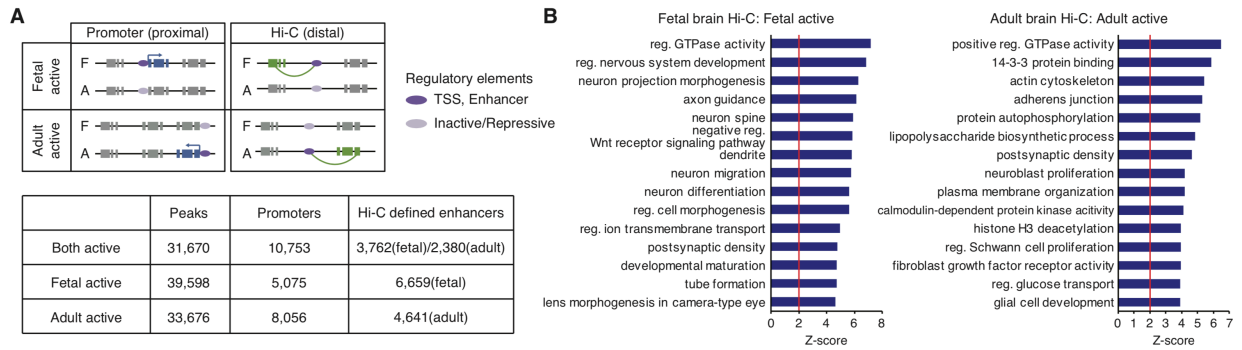 A
Promoter (proximal)
Hi-C (distal)
Fetal
active
F
A
F
A
Adult
active
F
A
F
A
Regulatory elements
TSS, Enhancer
Inactive/Repressive
Peaks
Promoters
Hi-C defined enhancers
Both active
31,670
10,753
3,762(fetal)/2,380(adult)
Fetal active
39,598
5,075
6,659(fetal)
Adult active
33,676
8,056
4,641(adult)
B
Fetal brain Hi-C: Fetal active
reg. GTPase activity
reg. nervous system development
neuron projection morphogenesis
axon guidance
neuron spine
negative reg.
Wnt receptor signaling pathway
dendrite
neuron migration
neuron differentiation
reg. cell morphogenesis
reg. ion transmembrane transport
postsynaptic density
developmental maturation
tube formation
lens morphogenesis in camera-type eye
0 2 4 6 8
Z-score
Adult brain Hi-C: Adult active
positive reg. GTPase activity
14-3-3 protein binding
actin cytoskeleton
adherens junction
protein autophosphorylation
lipopolysaccharide biosynthetic process
postsynaptic density
neuroblast proliferation
plasma membrane organization
calmodulin-dependent protein kinase acitivity
histone H3 deacetylation
reg. Schwann cell proliferation
fibroblast growth factor receptor activity
reg. glucose transport
glial cell development
0 1 2 3 4 5 6 7
Z-score